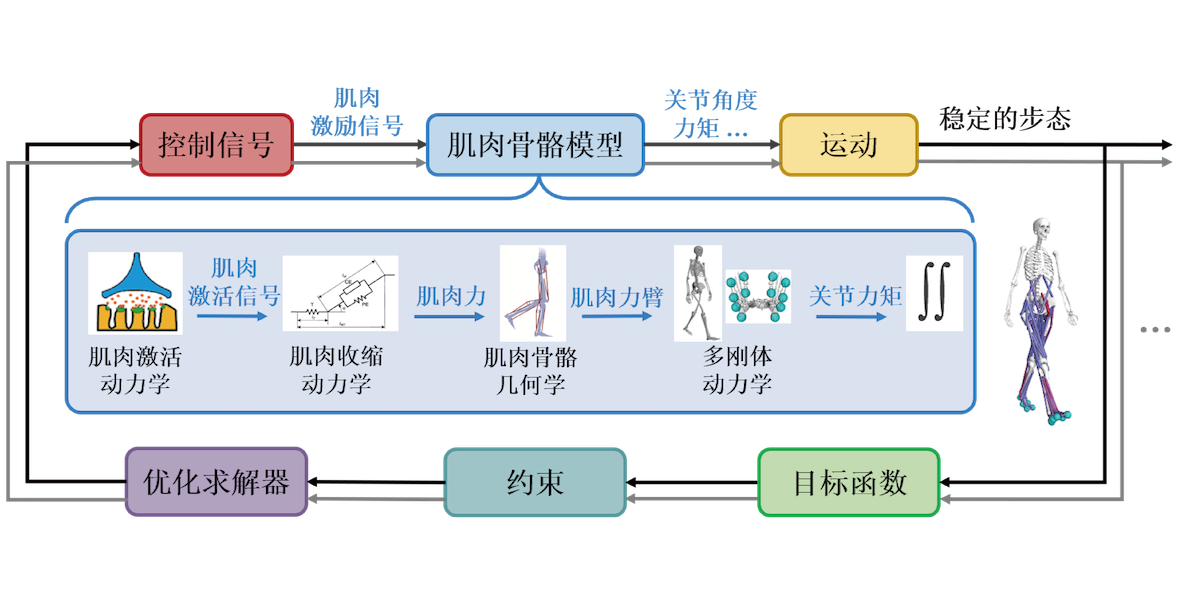 肌肉
激励信号
关节角度
力矩 ...
稳定的步态
控制信号
肌肉骨骼模型
运动
肌肉
激活信号
肌肉力
肌肉力臂
关节力矩
∫∫
肌肉激活
动力学
肌肉收缩
动力学
肌肉骨骼
几何学
多刚体
动力学
...
优化求解器
约束
目标函数